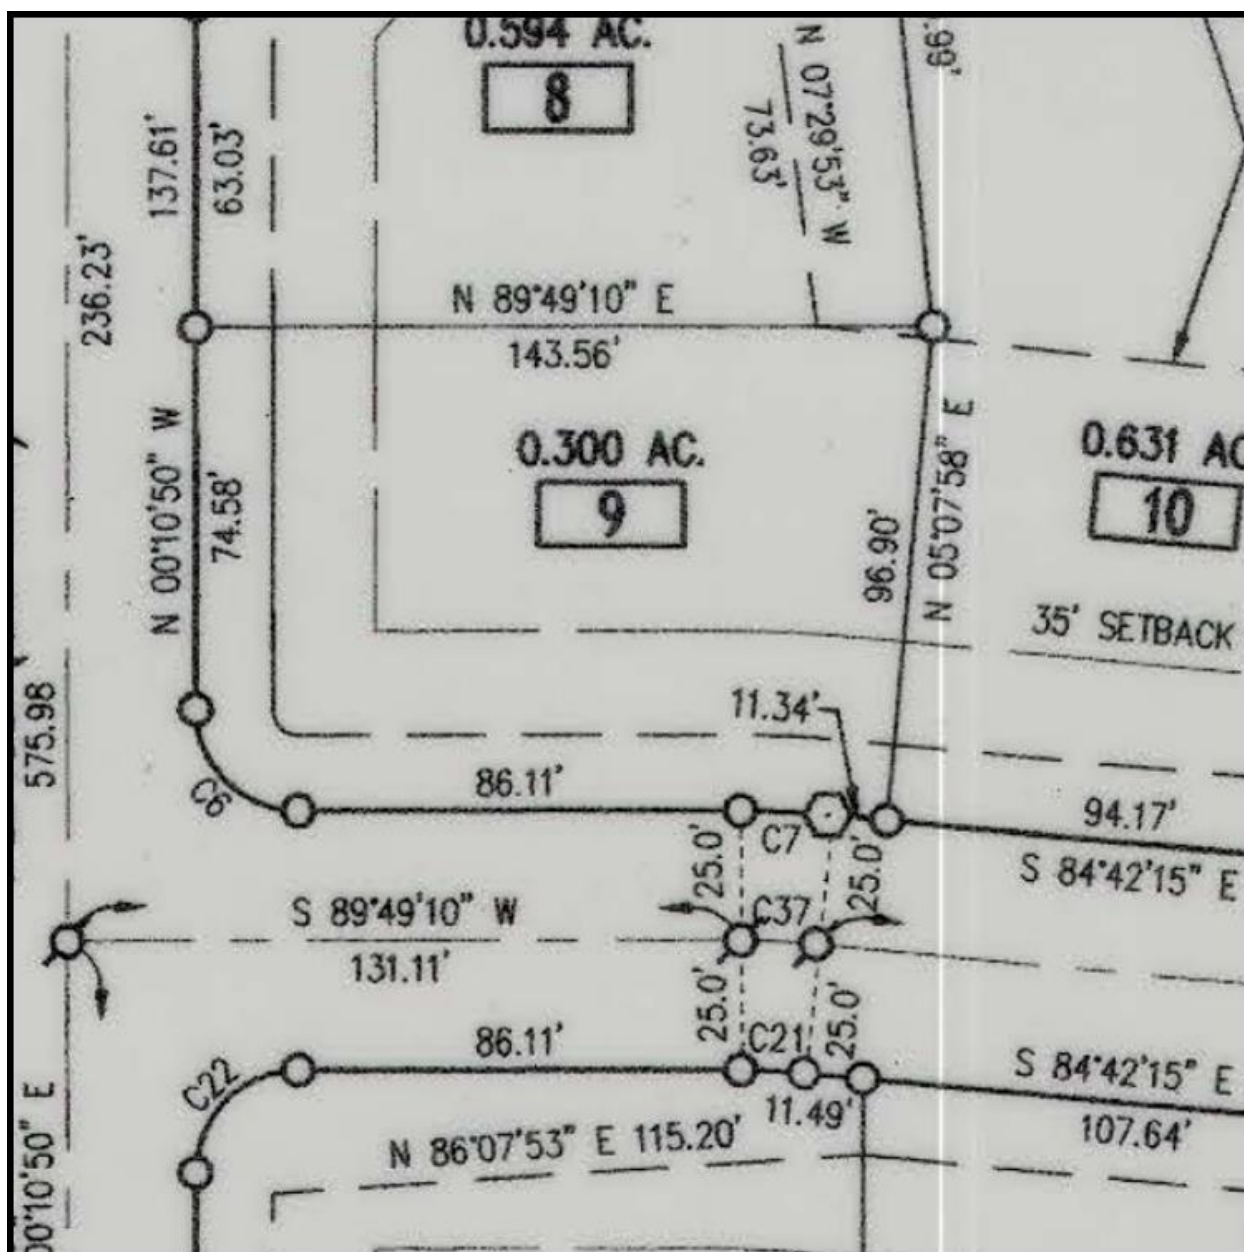 0.594 AC.
8
N 07°29'53" W
73.63'
.99'
137.61'
63.03'
236.23'
N 89°49'10" E
143.56'
N 00°10'50" W
74.58'
0.300 AC.
9
96.90'
N 05°07'58" E
0.631 AC
10
35' SETBACK
575.98
11.34'
C6
86.11'
C7
94.17'
25.0'
25.0'
S 84°42'15" E
S 89°49'10" W
C37
131.11'
25.0'
25.0'
86.11'
C21
S 84°42'15" E
C22
11.49'
107.64'
N 86°07'53" E 115.20'
00°10'50" E